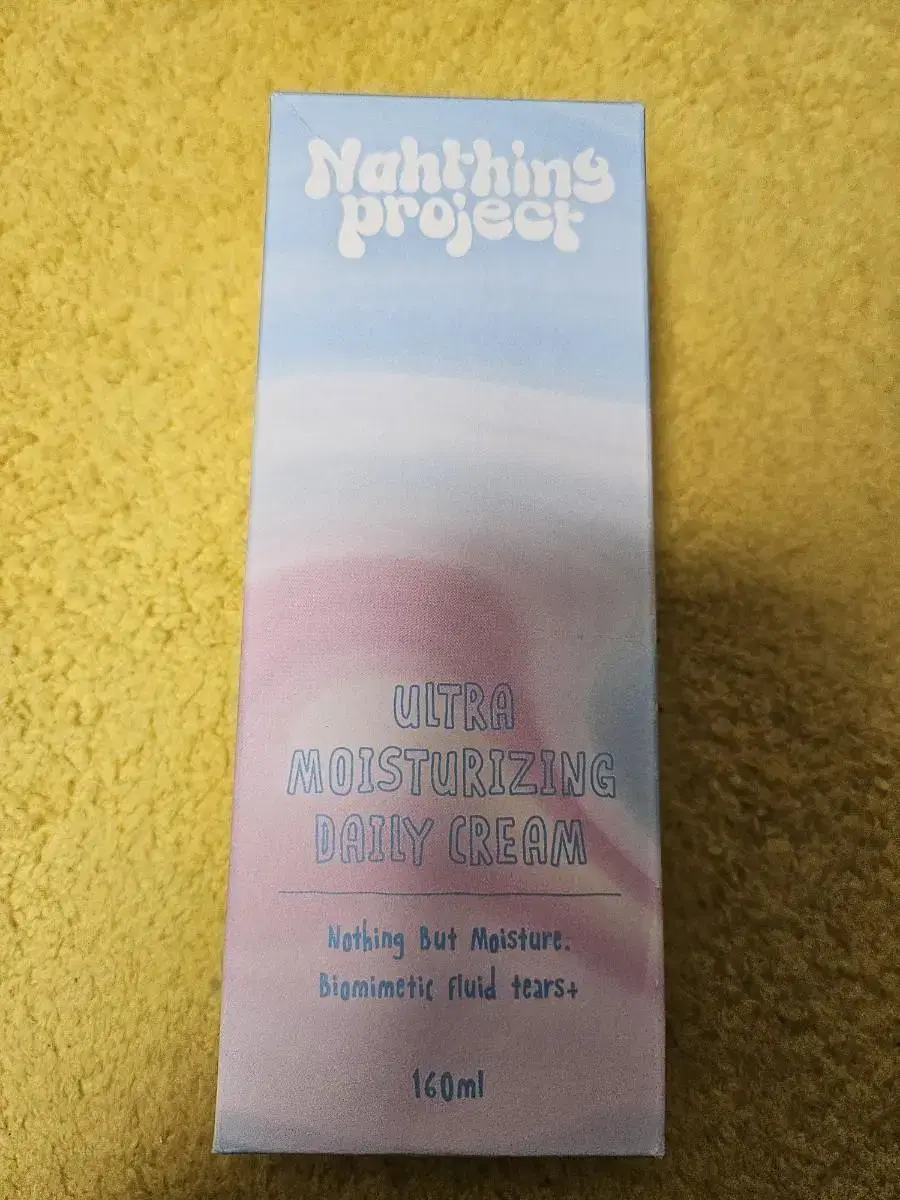 Nahthing
project
ULTRA
MOISTURIZING
DAILY CREAM
Nothing But Moisture.
Biomimetic fluid tears+
160ml